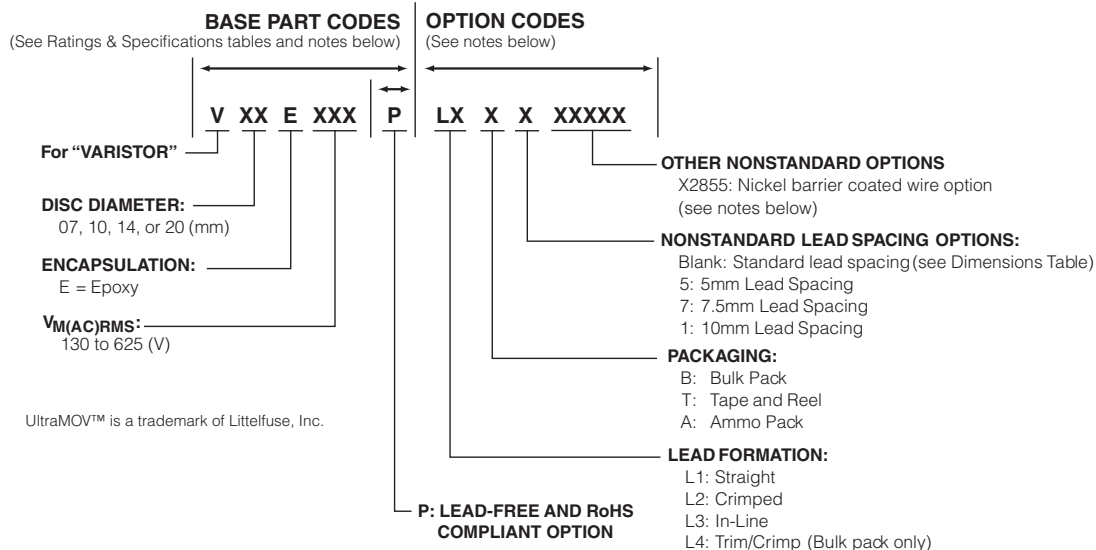 BASE PART CODES
(See Ratings & Specifications tables and notes below)
OPTION CODES
(See notes below)
V XX E XXX P LX X X XXXXX
For “VARISTOR”
DISC DIAMETER:
07, 10, 14, or 20 (mm)
ENCAPSULATION:
E = Epoxy
VM(AC)RMS:
130 to 625 (V)
UltraMOV™ is a trademark of Littelfuse, Inc.
OTHER NONSTANDARD OPTIONS
X2855: Nickel barrier coated wire option
(see notes below)
NONSTANDARD LEAD SPACING OPTIONS:
Blank: Standard lead spacing (see Dimensions Table)
5: 5mm Lead Spacing
7: 7.5mm Lead Spacing
1: 10mm Lead Spacing
PACKAGING:
B: Bulk Pack
T: Tape and Reel
A: Ammo Pack
LEAD FORMATION:
L1: Straight
L2: Crimped
L3: In-Line
L4: Trim/Crimp (Bulk pack only)
P: LEAD-FREE AND RoHS
COMPLIANT OPTION